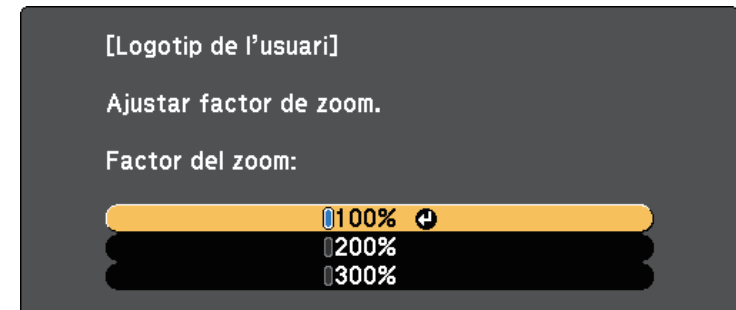 [Logotip de l'usuari]
Ajustar factor de zoom.
Factor del zoom:
100%
200%
300%